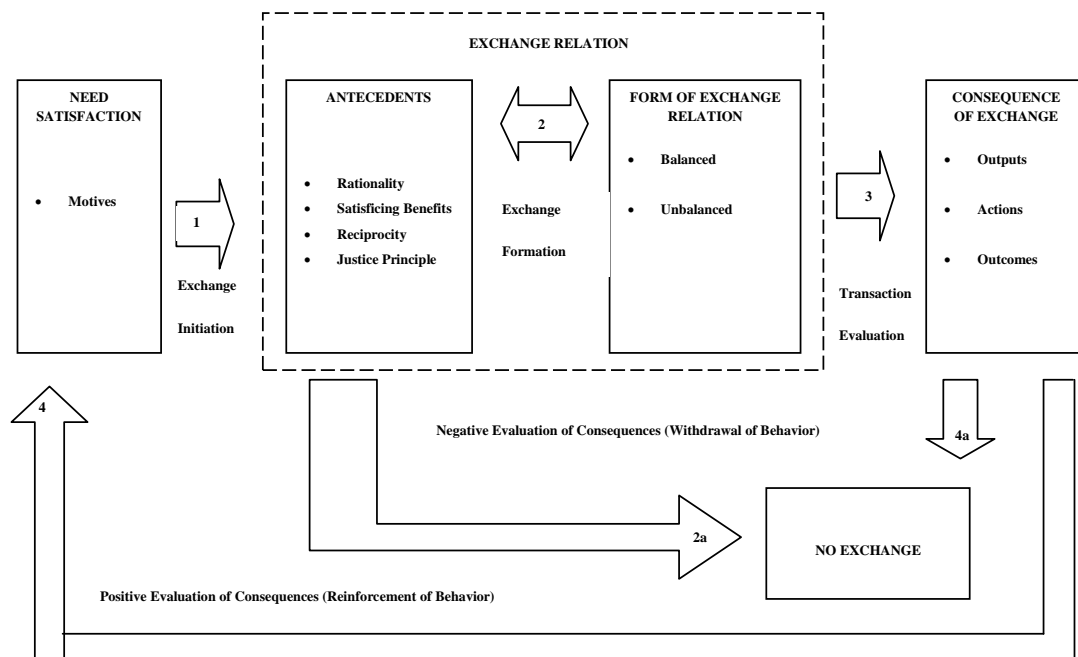 EXCHANGE RELATION
NEED
SATISFACTION
• Motives
1
Exchange
Initiation
ANTECEDENTS
• Rationality
• Satisficing Benefits
• Reciprocity
• Justice Principle
2
Exchange
Formation
FORM OF EXCHANGE
RELATION
• Balanced
• Unbalanced
3
Transaction
Evaluation
CONSEQUENCE
OF EXCHANGE
• Outputs
• Actions
• Outcomes
4
Negative Evaluation of Consequences (Withdrawal of Behavior)
4a
2a
NO EXCHANGE
Positive Evaluation of Consequences (Reinforcement of Behavior)